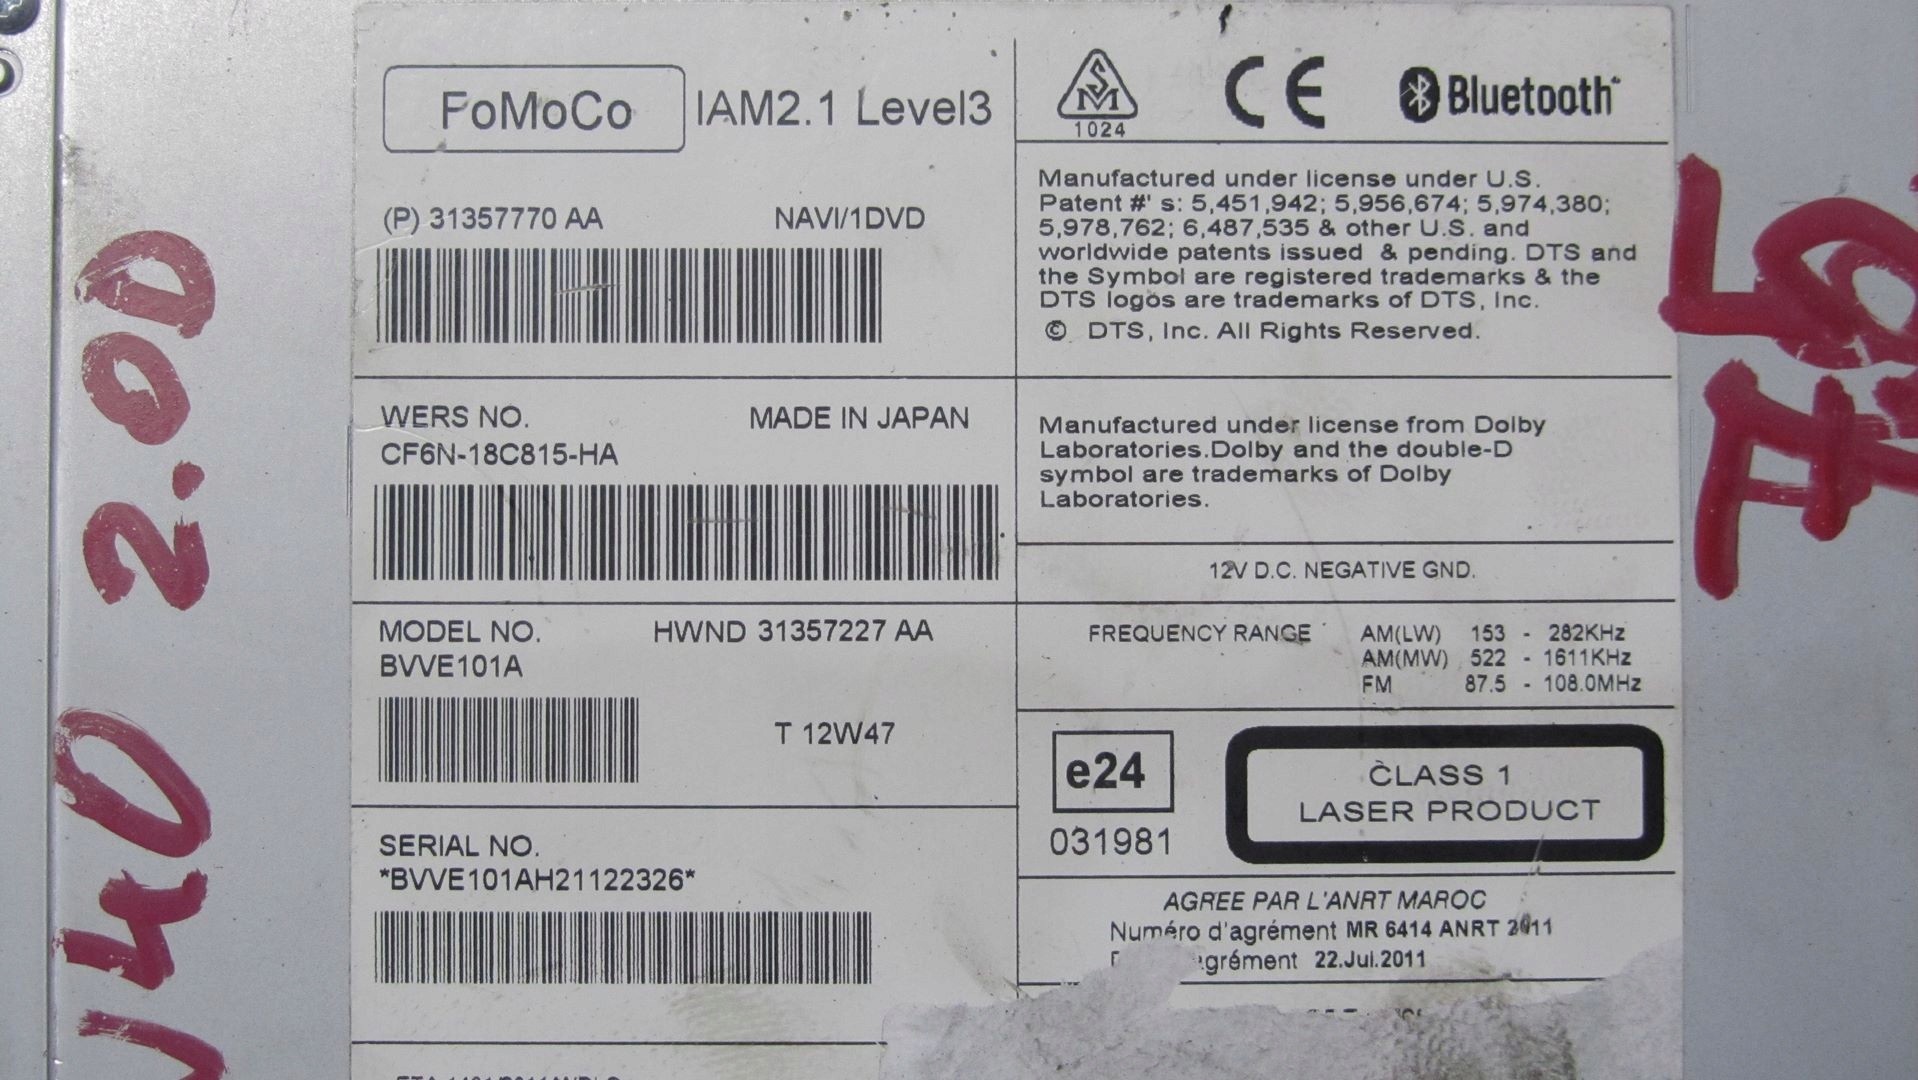 FoMoCo IAM2.1 Level3
(P) 31357770 AA NAVI/1DVD
WERS NO. MADE IN JAPAN
CF6N-18C815-HA
MODEL NO. HWND 31357227 AA
BVVE101A
T 12W47
SERIAL NO.
*BVVE101AH21122326*
SM
1024
CE
Bluetooth
Manufactured under license under U.S.
Patent #' s: 5,451,942; 5,956,674; 5,974,380;
5,978,762; 6,487,535 & other U.S. and
worldwide patents issued & pending. DTS and
the Symbol are registered trademarks & the
DTS logos are trademarks of DTS, Inc.
© DTS, Inc. All Rights Reserved.
Manufactured under license from Dolby
Laboratories.Dolby and the double-D
symbol are trademarks of Dolby
Laboratories.
12V D.C. NEGATIVE GND.
FREQUENCY RANGE AM(LW) 153 - 282KHz
AM(MW) 522 - 1611KHz
FM 87.5 - 108.0MHz
e24
031981
CLASS 1
LASER PRODUCT
AGREE PAR L'ANRT MAROC
Numéro d'agrément MR 6414 ANRT 2011
agrément 22.Jul.2011
V40 2.0D